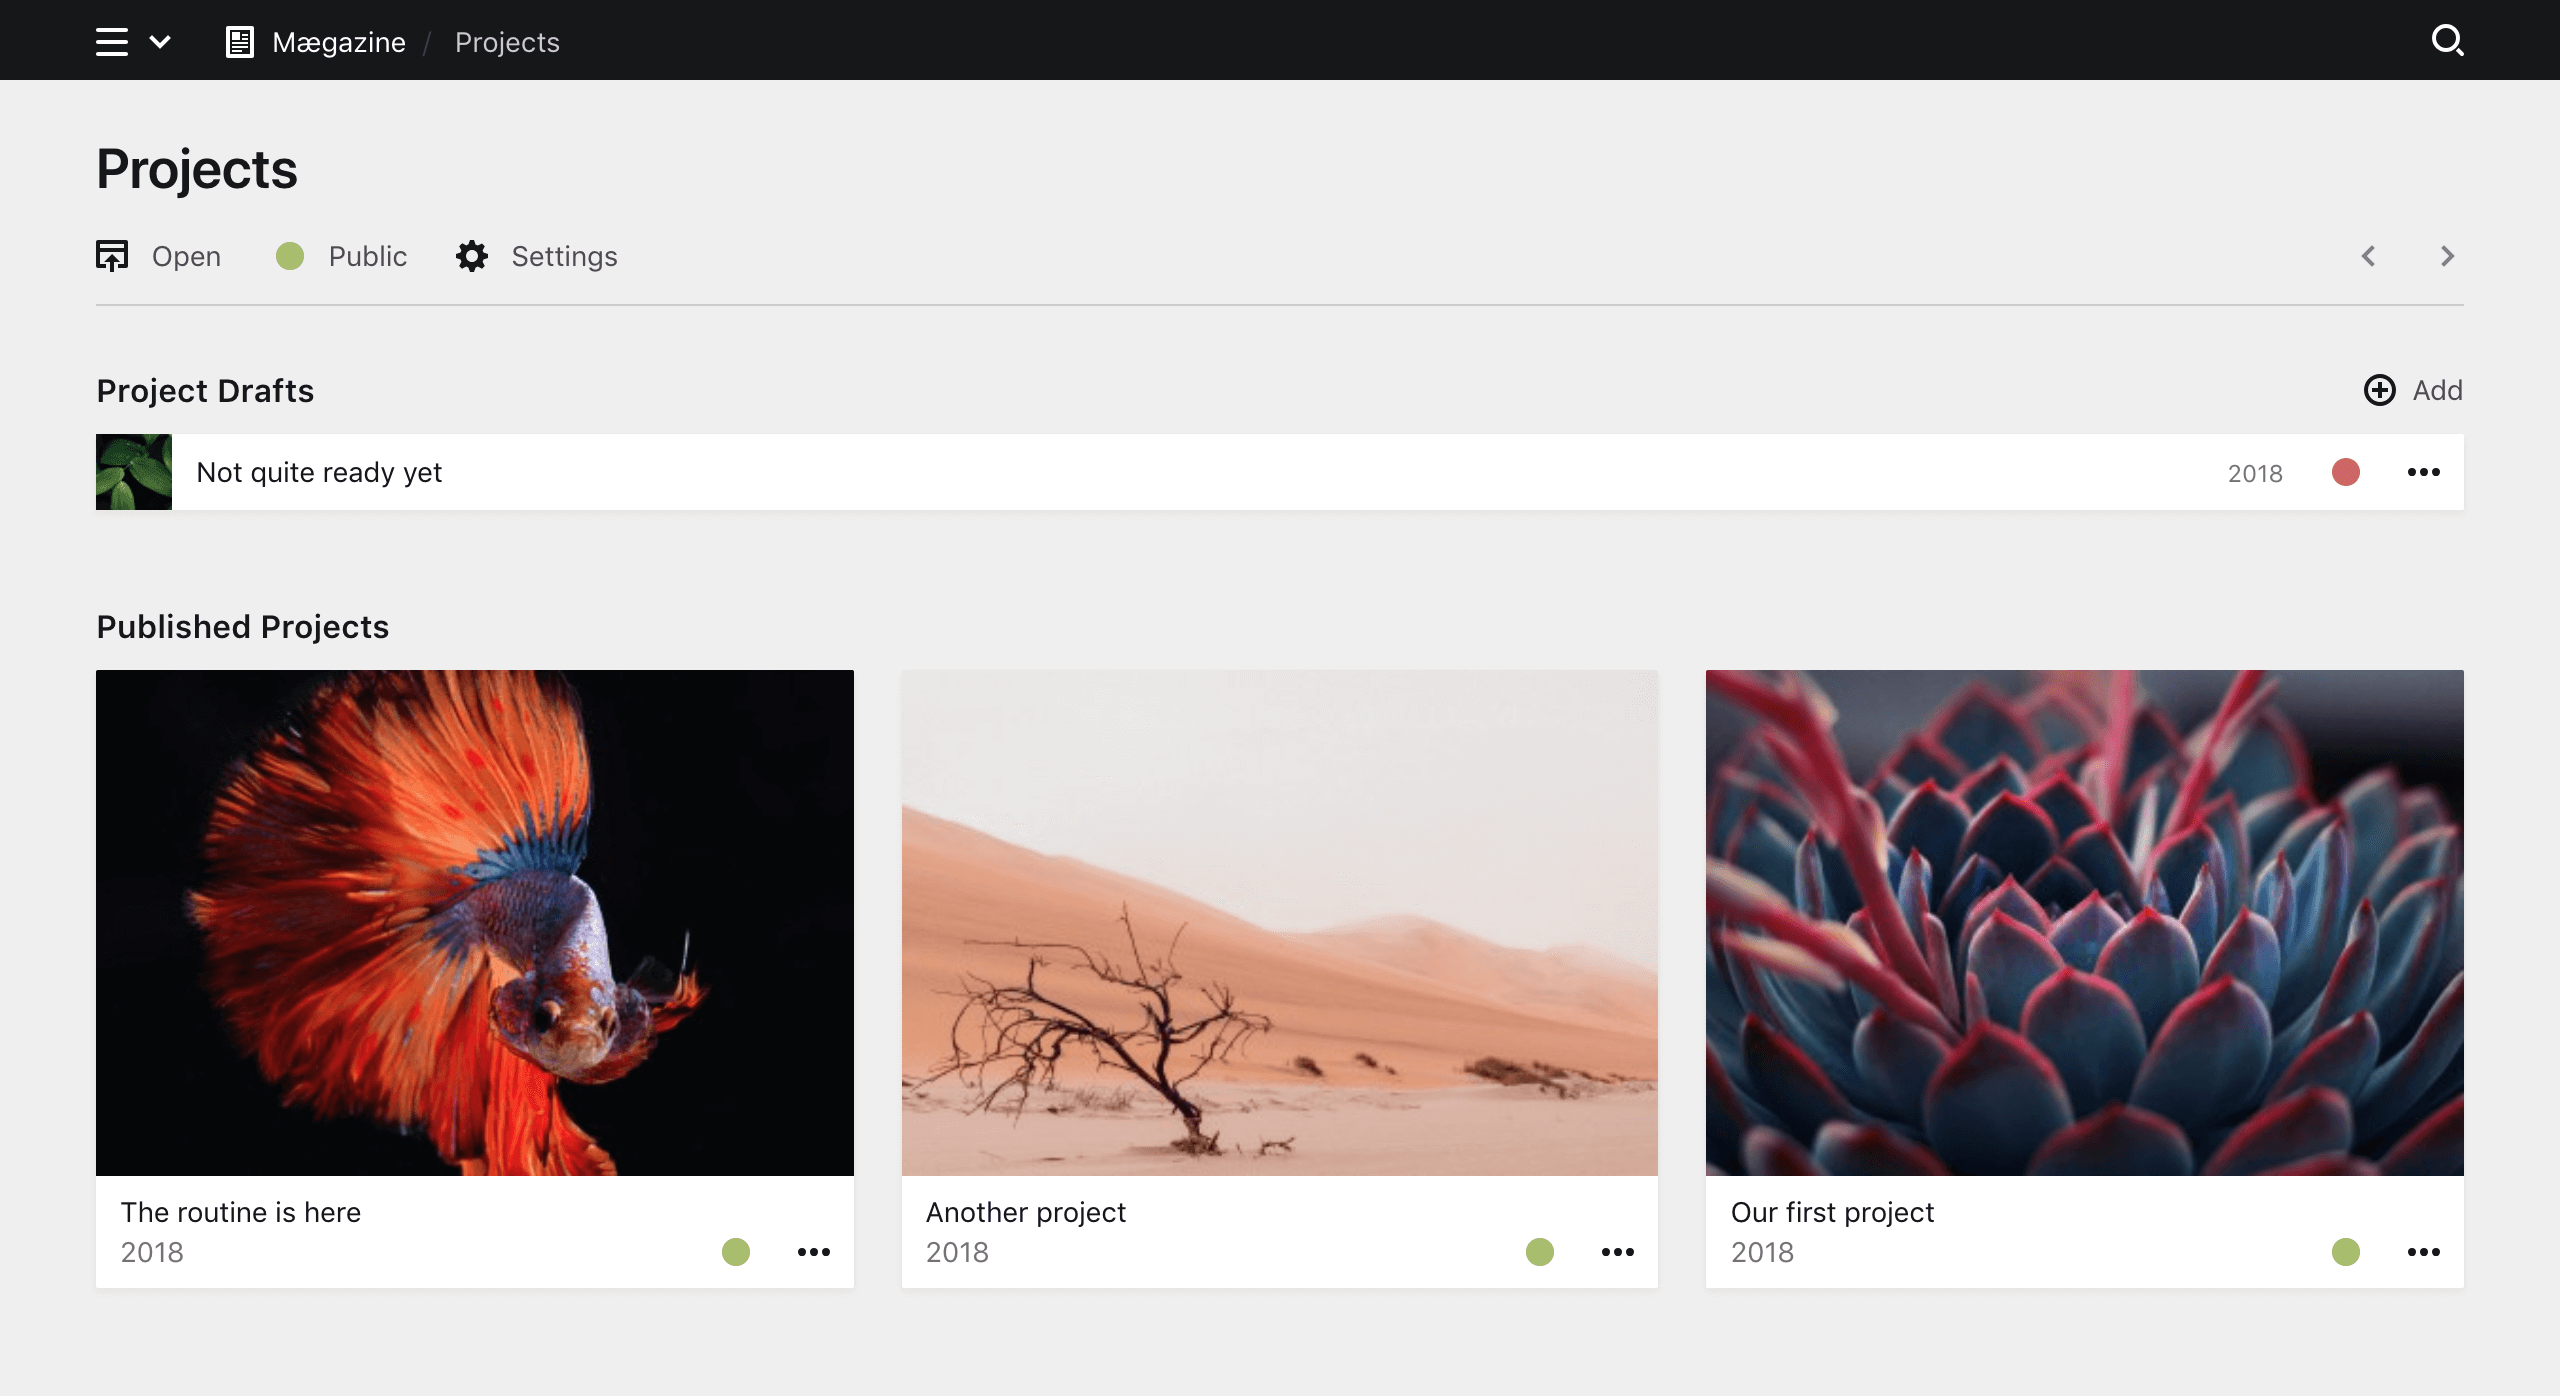 Mægazine / Projects
Projects
Open Public Settings
Project Drafts Add
Not quite ready yet 2018
Published Projects
The routine is here
2018
Another project
2018
Our first project
2018